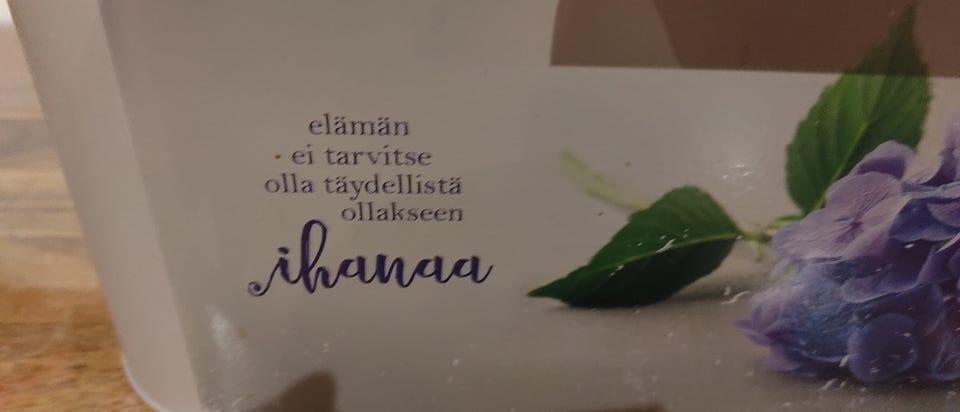 elämän
ei tarvitse
olla täydellistä
ollakseen
ihanaa